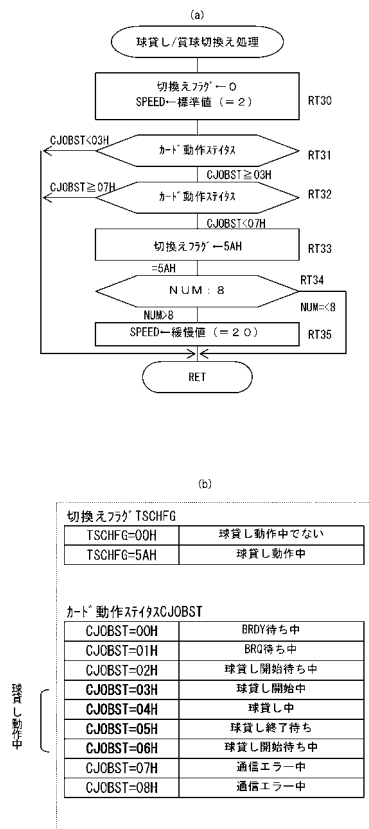 (a)
球貸し/賞球切換え処理
切換えﾌﾗｸﾞ←0
SPEED←標準値（=2）
RT30
CJOBST<03H
ｶｰﾄﾞ動作ｽﾃｲﾀｽ
RT31
CJOBST≧03H
CJOBST≧07H
ｶｰﾄﾞ動作ｽﾃｲﾀｽ
RT32
CJOBST<07H
切換えﾌﾗｸﾞ←5AH
RT33
=5AH
NUM：8
RT34
NUM>8
NUM=<8
SPEED←緩慢値（=20）
RT35
RET
(b)
切換えﾌﾗｸﾞTSCHFG
TSCHFG=00H 球貸し動作中でない
TSCHFG=5AH 球貸し動作中
ｶｰﾄﾞ動作ｽﾃｲﾀｽCJOBST
CJOBST=00H BRDY待ち中
CJOBST=01H BRQ待ち中
CJOBST=02H 球貸し開始待ち中
CJOBST=03H 球貸し開始中
CJOBST=04H 球貸し中
CJOBST=05H 球貸し終了待ち
CJOBST=06H 球貸し開始待ち中
CJOBST=07H 通信エラー中
CJOBST=08H 通信エラー中
球貸し動作中